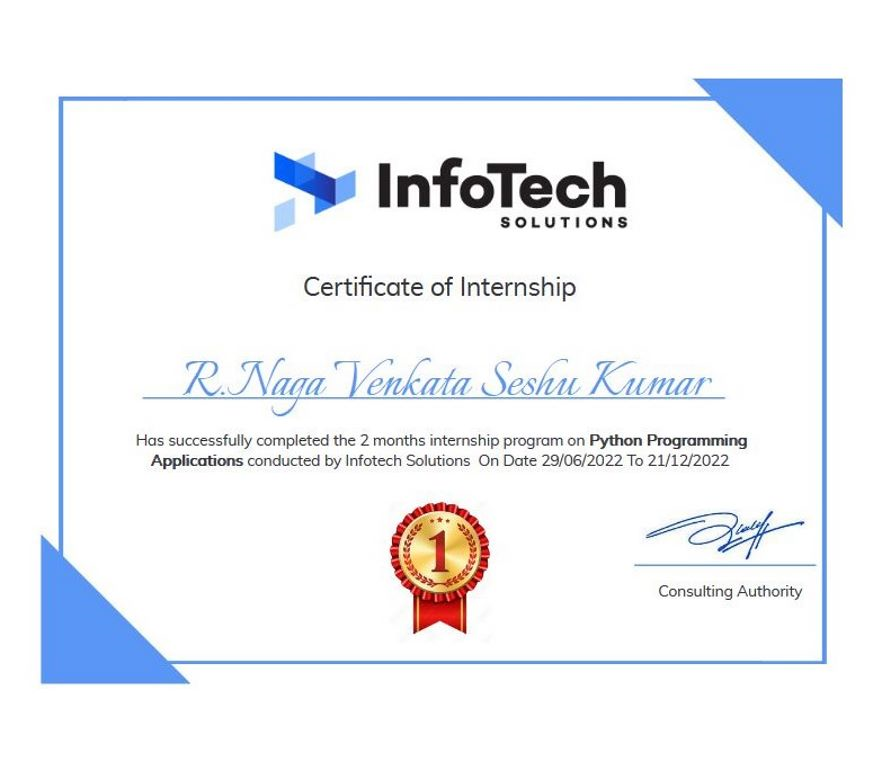 InfoTech
SOLUTIONS
Certificate of Internship
R.Naga Venkata Seshu Kumar
Has successfully completed the 2 months internship program on Python Programming
Applications conducted by Infotech Solutions On Date 29/06/2022 To 21/12/2022
1
Consulting Authority